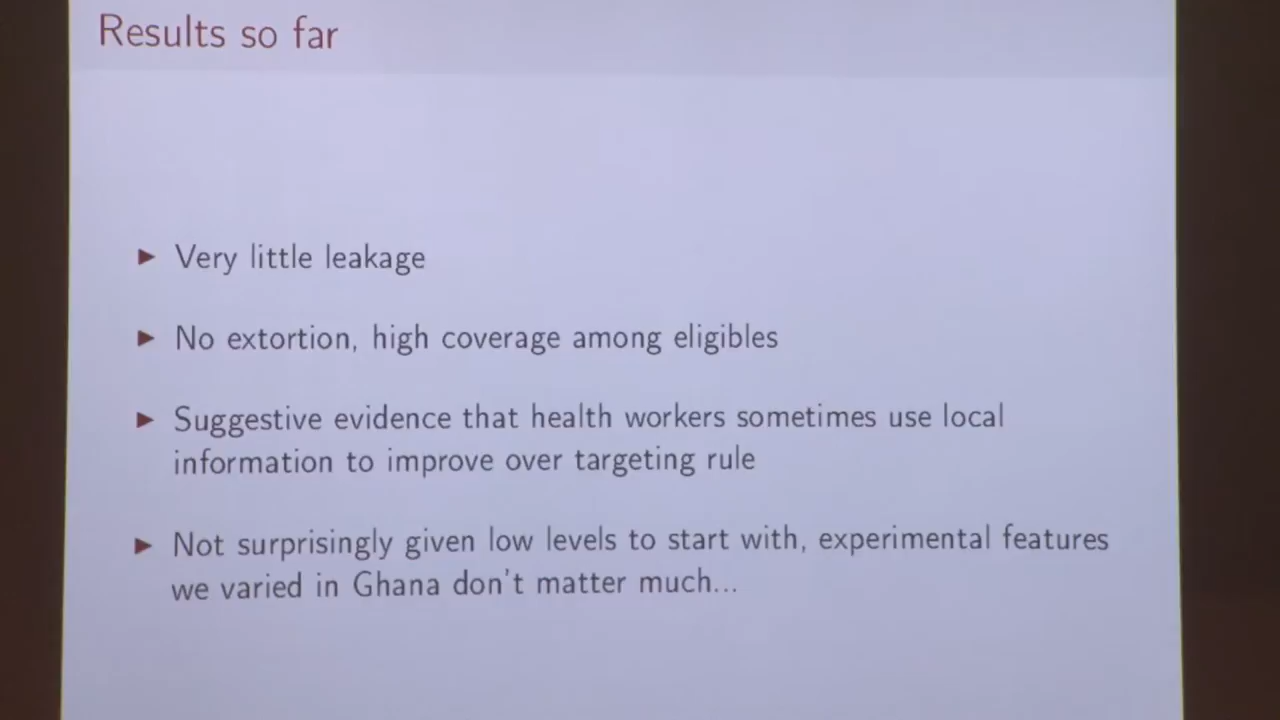 Results so far
► Very little leakage
► No extortion, high coverage among eligibles
► Suggestive evidence that health workers sometimes use local
information to improve over targeting rule
► Not surprisingly given low levels to start with, experimental features
we varied in Ghana don't matter much...